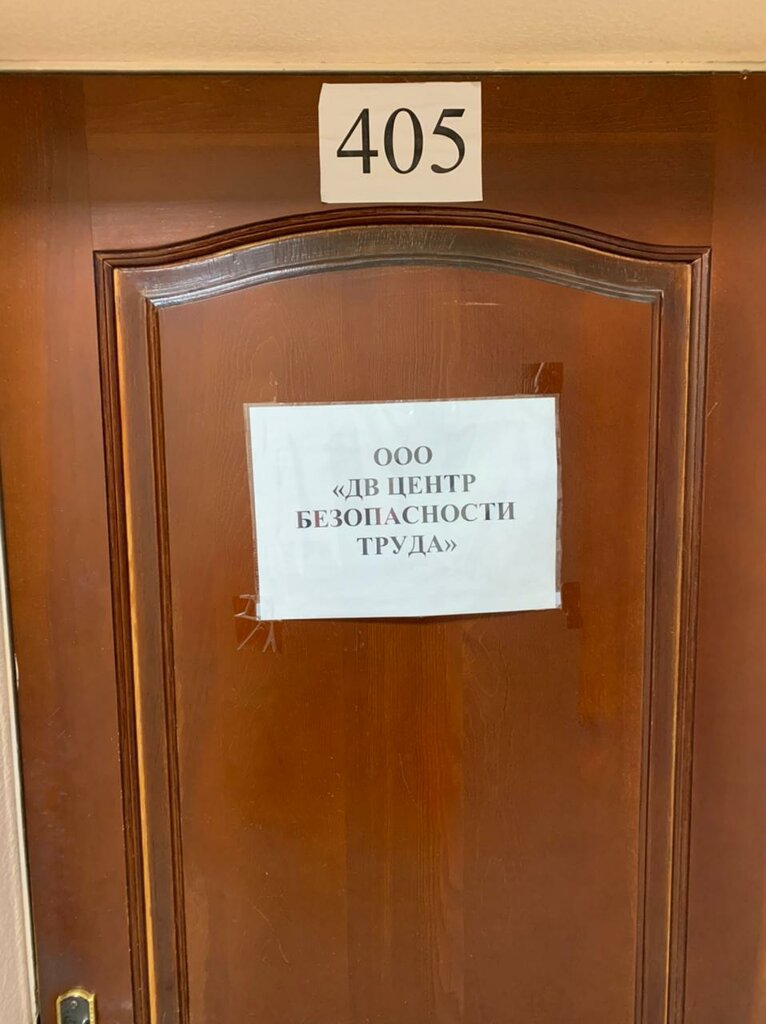 405
ООО
«ДВ ЦЕНТР
БЕЗОПАСНОСТИ
ТРУДА»